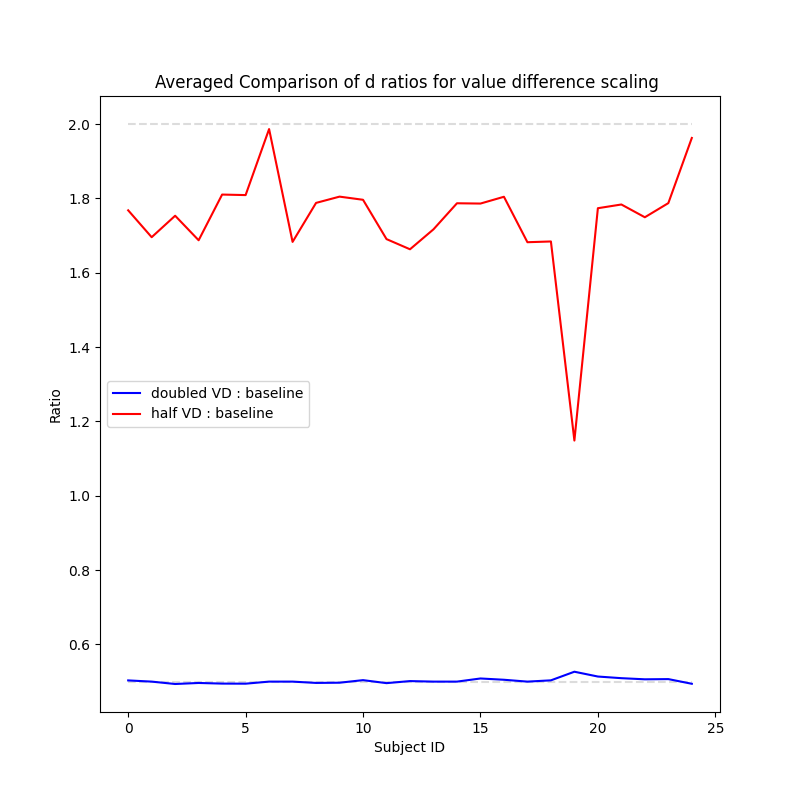 Averaged Comparison of d ratios for value difference scaling
2.0
1.8
1.6
1.4
1.2
1.0
0.8
0.6
Ratio
doubled VD : baseline
half VD : baseline
0 5 10 15 20 25
Subject ID